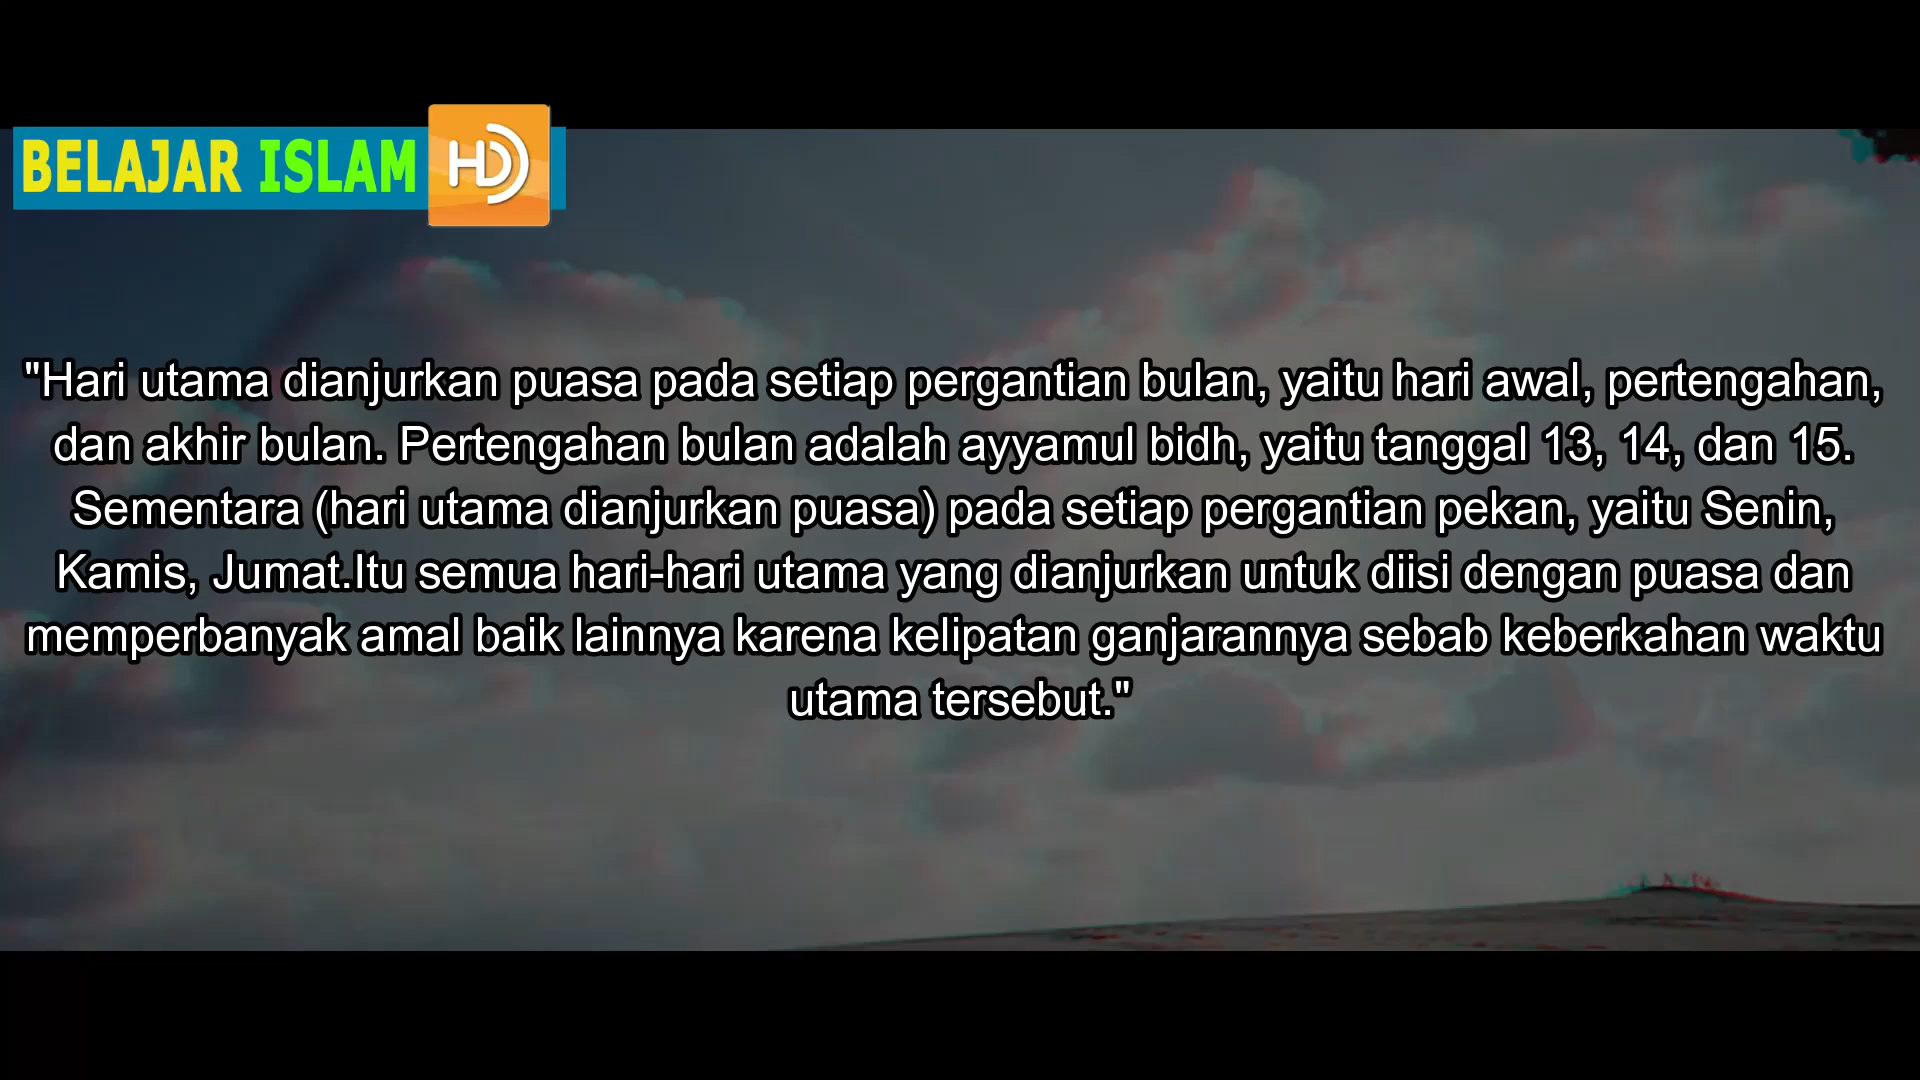 BELAJAR ISLAM HD
"Hari utama dianjurkan puasa pada setiap pergantian bulan, yaitu hari awal, pertengahan,
dan akhir bulan. Pertengahan bulan adalah ayyamul bidh, yaitu tanggal 13, 14, dan 15.
Sementara (hari utama dianjurkan puasa) pada setiap pergantian pekan, yaitu Senin,
Kamis, Jumat.Itu semua hari-hari utama yang dianjurkan untuk diisi dengan puasa dan
memperbanyak amal baik lainnya karena kelipatan ganjarannya sebab keberkahan waktu
utama tersebut."